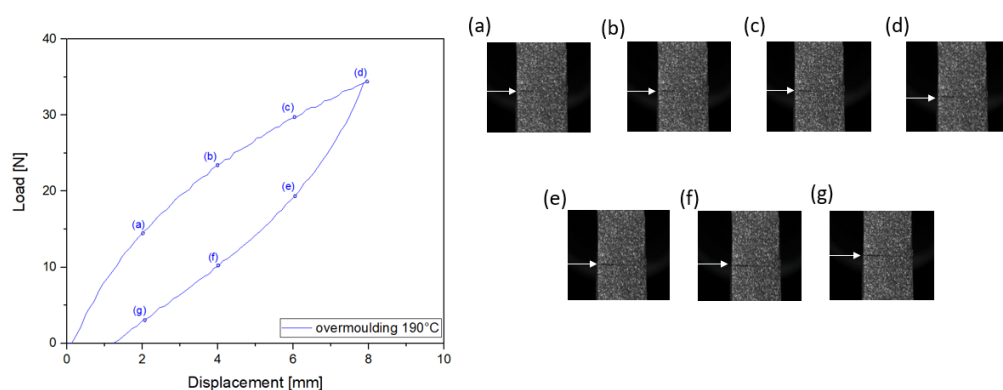 40
30
20
10
0
Load [N]
(a)
(b)
(c)
(d)
(e)
(f)
(g)
overmoulding 190°C
0
2
4
6
8
10
Displacement [mm]
(a)
(b)
(c)
(d)
(e)
(f)
(g)